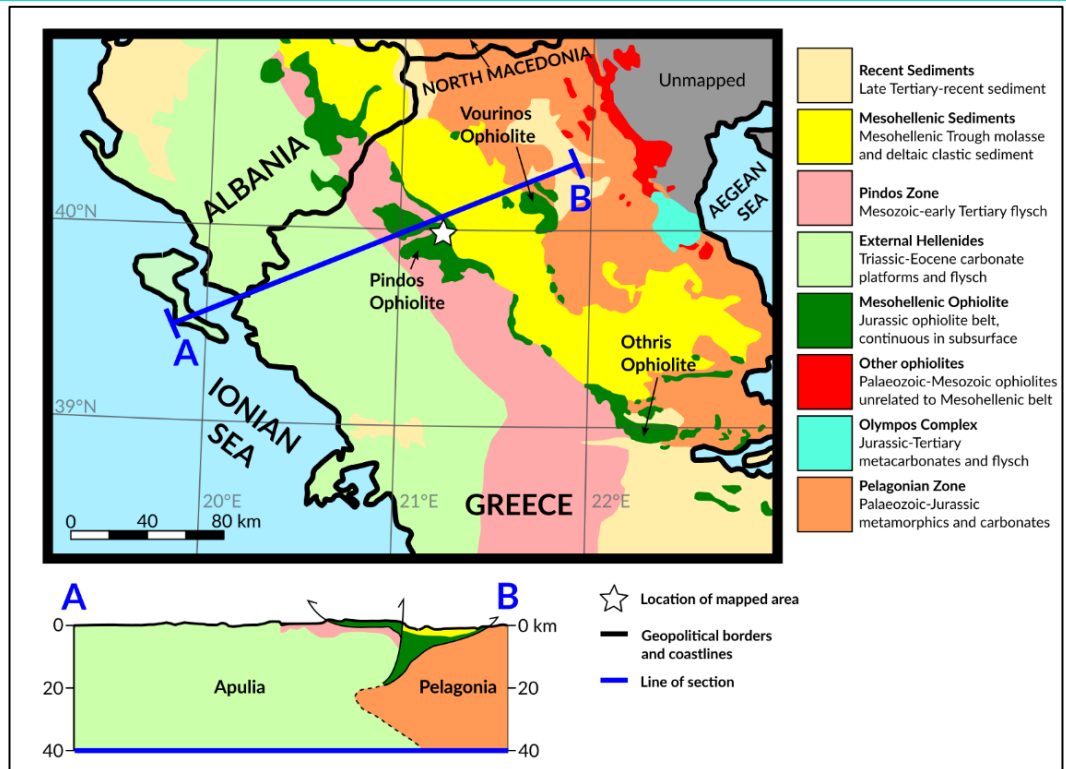 NORTH MACEDONIA
Unmapped
Vourinos
Ophiolite
ALBANIA
B
AEGEAN
SEA
40°N
Pindos
Ophiolite
A
Othris
Ophiolite
IONIAN
SEA
39°N
20°E
21°E
22°E
GREECE
0 40 80 km
Recent Sediments
Late Tertiary-recent sediment
Mesohellenic Sediments
Mesohellenic Trough molasse
and deltaic clastic sediment
Pindos Zone
Mesozoic-early Tertiary flysch
External Hellenides
Triassic-Eocene carbonate
platforms and flysch
Mesohellenic Ophiolite
Jurassic ophiolite belt,
continuous in subsurface
Other ophiolites
Palaeozoic-Mesozoic ophiolites
unrelated to Mesohellenic belt
Olympos Complex
Jurassic-Tertiary
metacarbonates and flysch
Pelagonian Zone
Palaeozoic-Jurassic
metamorphics and carbonates
A B
0 0 km
Apulia Pelagonia
20 20
40 40
Location of mapped area
Geopolitical borders
and coastlines
Line of section